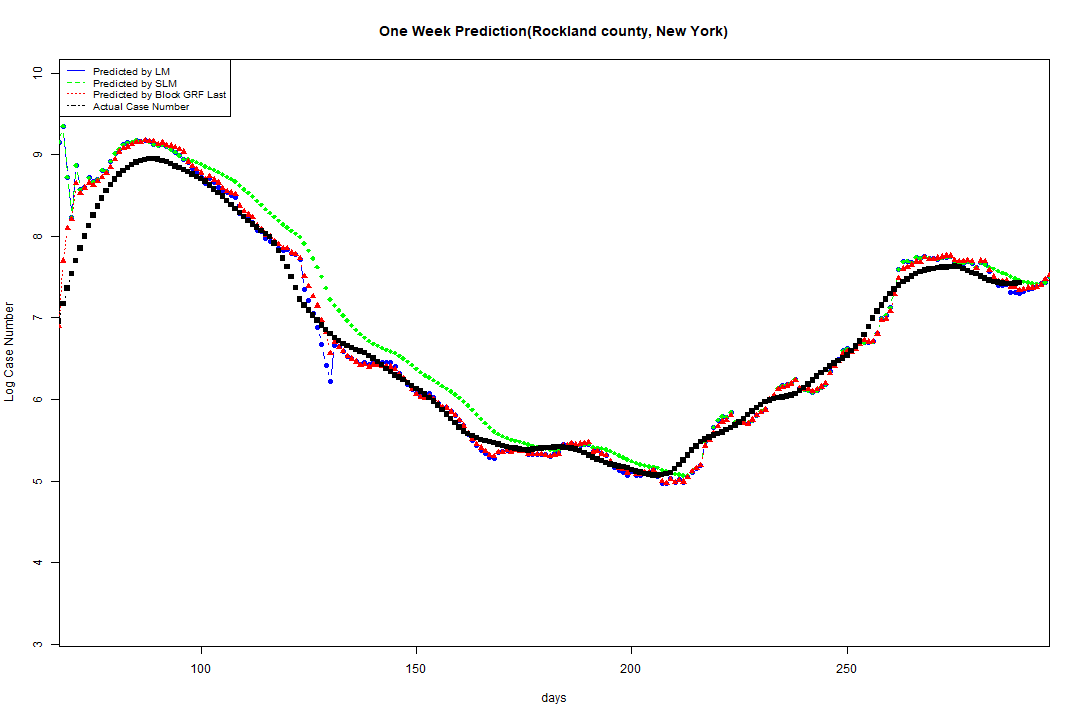 One Week Prediction(Rockland county, New York)
Predicted by LM
Predicted by SLM
Predicted by Block GRF Last
Actual Case Number
Log Case Number
10
9
8
7
6
5
4
3
100 150 200 250
days